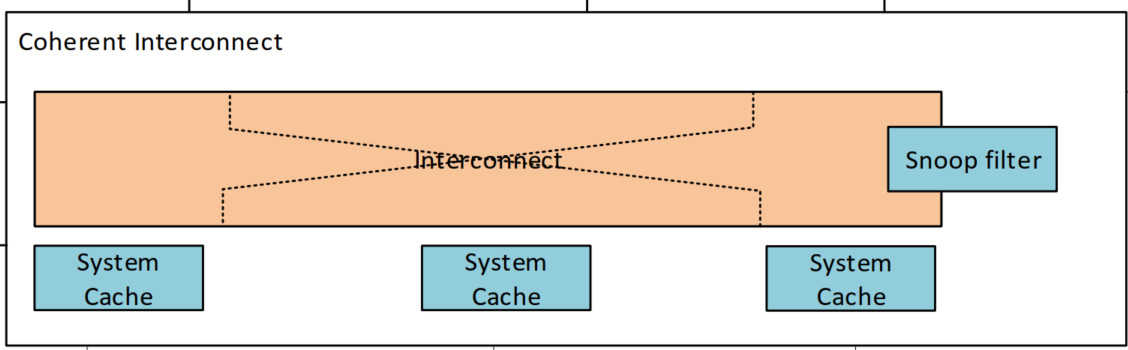 Coherent Interconnect
Interconnect
Snoop filter
System
Cache
System
Cache
System
Cache